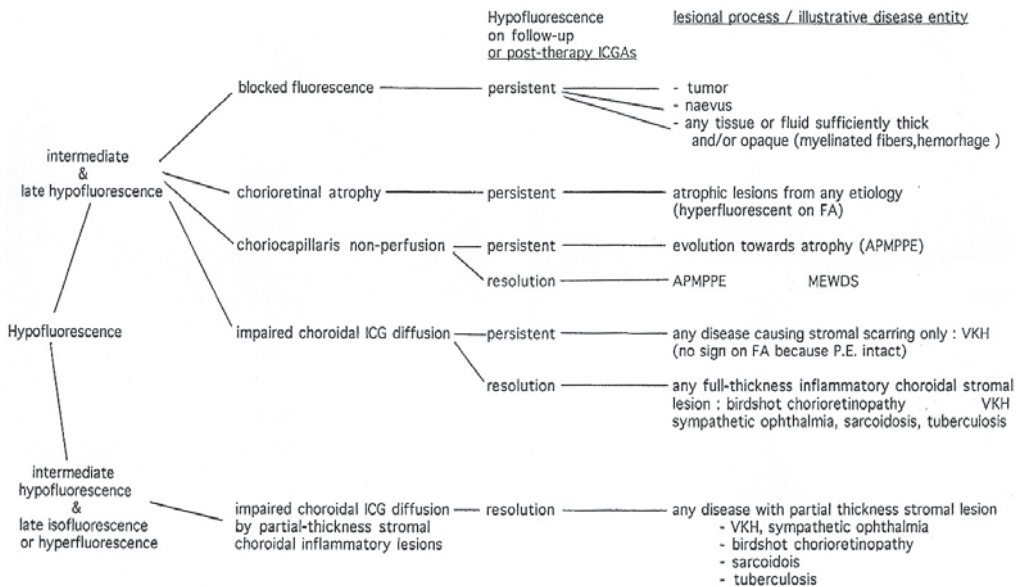 Hypofluorescence
on follow-up
or post-therapy ICGAs
lesional process / illustrative disease entity
blocked fluorescence
persistent
- tumor
- naevus
- any tissue or fluid sufficiently thick
and/or opaque (myelinated fibers,hemorrhage )
intermediate
&
late hypofluorescence
chorioretinal atrophy
persistent
atrophic lesions from any etiology
(hyperfluorescent on FA)
choriocapillaris non-perfusion
persistent
evolution towards atrophy (APMPPE)
resolution
APMPPE MEWDS
Hypofluorescence
impaired choroidal ICG diffusion
persistent
any disease causing stromal scarring only : VKH
(no sign on FA because P.E. intact)
resolution
any full-thickness inflammatory choroidal stromal
lesion : birdshot chorioretinopathy VKH
sympathetic ophthalmia, sarcoidosis, tuberculosis
intermediate
hypofluorescence
&
late isofluorescence
or hyperfluorescence
impaired choroidal ICG diffusion
by partial-thickness stromal
choroidal inflammatory lesions
resolution
any disease with partial thickness stromal lesion
- VKH, sympathetic ophthalmia
- birdshot chorioretinopathy
- sarcoidois
- tuberculosis